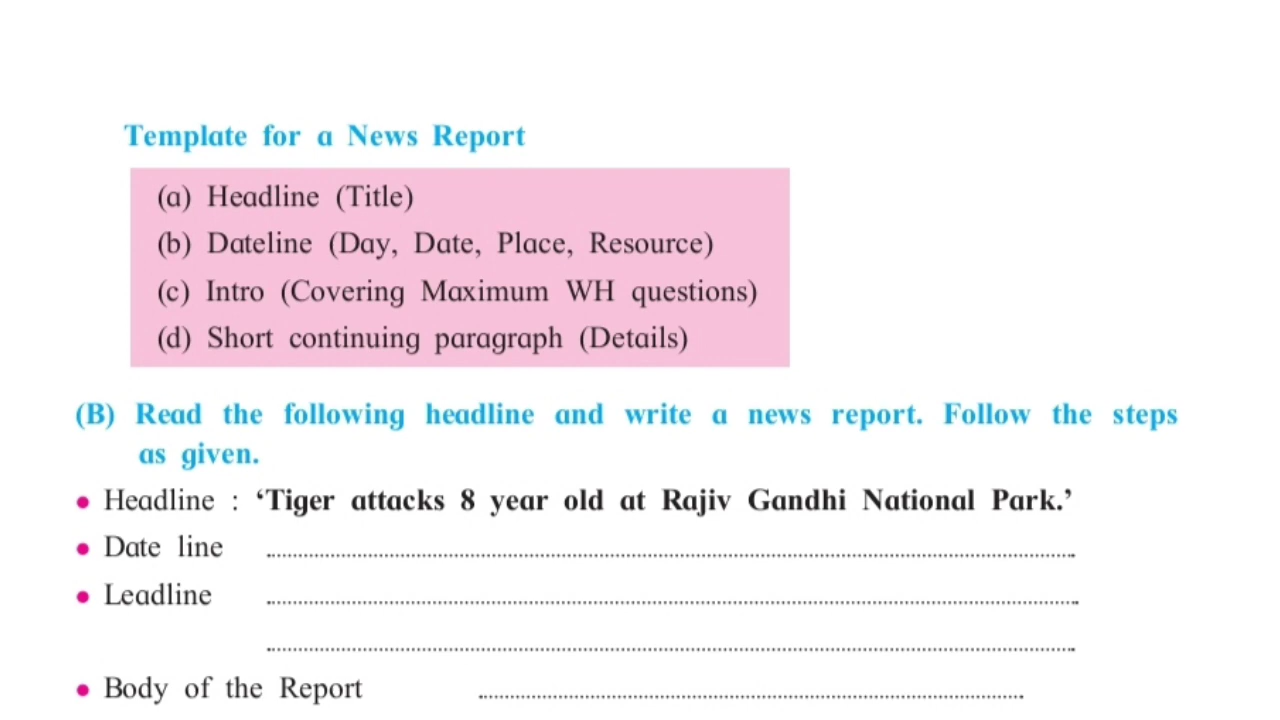 Template for a News Report
(a) Headline (Title)
(b) Dateline (Day, Date, Place, Resource)
(c) Intro (Covering Maximum WH questions)
(d) Short continuing paragraph (Details)
(B) Read the following headline and write a news report. Follow the steps
as given.
• Headline : ‘Tiger attacks 8 year old at Rajiv Gandhi National Park.’
• Date line ........................................
• Leadline ........................................
........................................
• Body of the Report ........................................